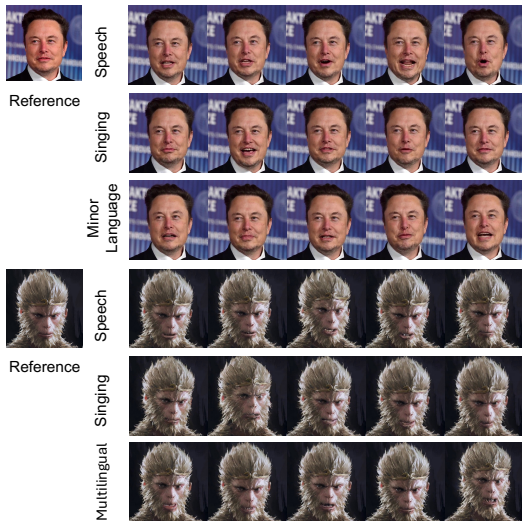 Speech
Reference
Singing
Minor
Language
Speech
Reference
Singing
Multilingual